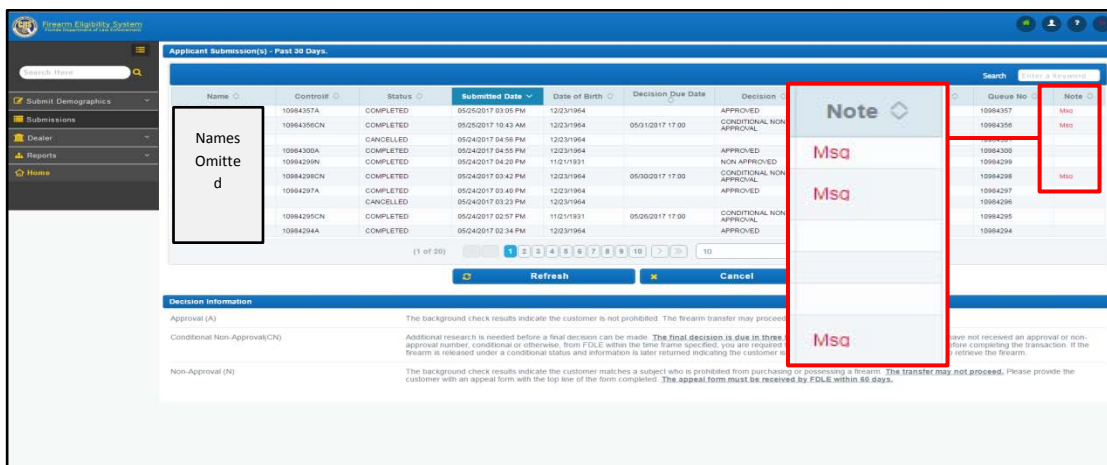 Firearm Eligibility System
Florida Department of Law Enforcement
Search Here
Submit Demographics
Submissions
Dealer
Reports
Home
Applicant Submission(s) - Past 30 Days.
Search Enter a Keyword
Name Control# Status Submitted Date Date of Birth Decision Due Date Decision Queue No Note
10984357A COMPLETED 05/25/2017 03:05 PM 12/23/1964 APPROVED 10984357 Msg
10984356CN COMPLETED 05/25/2017 10:43 AM 12/23/1964 05/31/2017 17:00 CONDITIONAL NON APPROVAL 10984356 Msg
CANCELLED 05/24/2017 04:56 PM 12/23/1964
10984300A COMPLETED 05/24/2017 04:55 PM 12/23/1964 APPROVED 10984300
10984299N COMPLETED 05/24/2017 04:20 PM 11/21/1931 NON APPROVED 10984299
10984298CN COMPLETED 05/24/2017 03:42 PM 12/23/1964 05/30/2017 17:00 CONDITIONAL NON APPROVAL 10984298 Msg
10984297A COMPLETED 05/24/2017 03:40 PM 12/23/1964 APPROVED 10984297
CANCELLED 05/24/2017 03:23 PM 12/23/1964 10984296
10984295CN COMPLETED 05/24/2017 02:57 PM 11/21/1931 05/26/2017 17:00 CONDITIONAL NON APPROVAL 10984295
10984294A COMPLETED 05/24/2017 02:34 PM 12/23/1964 APPROVED 10984294
Names
Omitte
d
Note
Msg
Msg
Msg
(1 of 20) 1 2 3 4 5 6 7 8 9 10 10
Refresh Cancel
Decision Information
Approval (A) The background check results indicate the customer is not prohibited. The firearm transfer may proceed
Conditional Non-Approval(CN) Additional research is needed before a final decision can be made. The final decision is due in three have not received an approval or non-
approval number, conditional or otherwise, from FDLE within the time frame specified, you are required before completing the transaction. If the
firearm is released under a conditional status and information is later returned indicating the customer is retrieve the firearm.
Non-Approval (N) The background check results indicate the customer matches a subject who is prohibited from purchasing or possessing a firearm. The transfer may not proceed. Please provide the
customer with an appeal form with the top line of the form completed. The appeal form must be received by FDLE within 60 days.